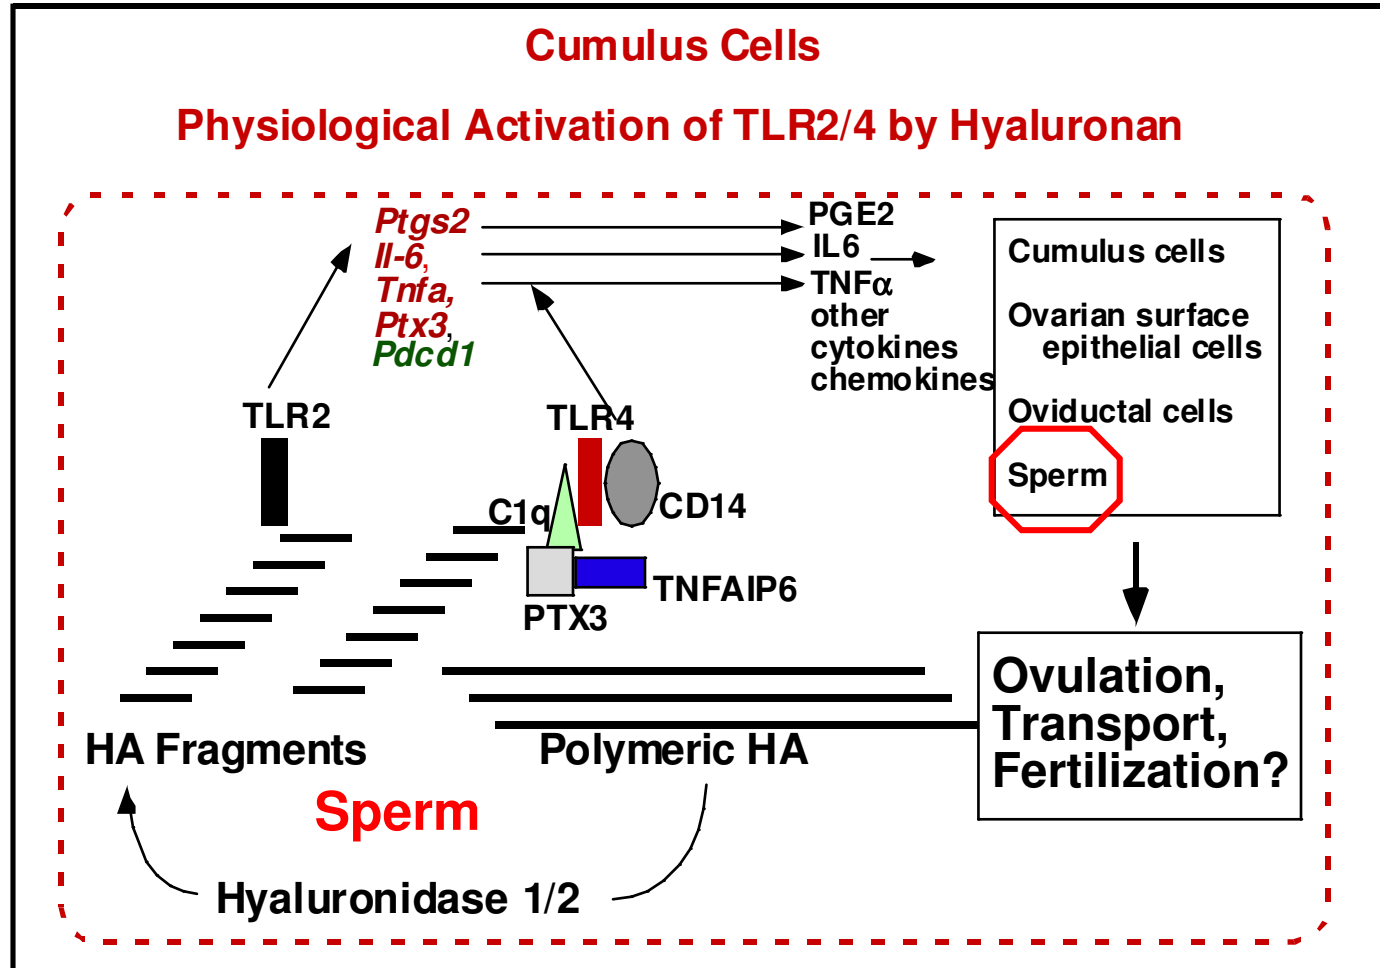 Cumulus Cells
Physiological Activation of TLR2/4 by Hyaluronan
Ptgs2
Il-6,
Tnfa,
Ptx3,
Pdcd1
PGE2
IL6
TNFα
other
cytokines
chemokines
Cumulus cells
Ovarian surface
epithelial cells
Oviductal cells
Sperm
TLR2
TLR4
C1q
CD14
TNFAIP6
PTX3
HA Fragments
Polymeric HA
Sperm
Hyaluronidase 1/2
Ovulation,
Transport,
Fertilization?